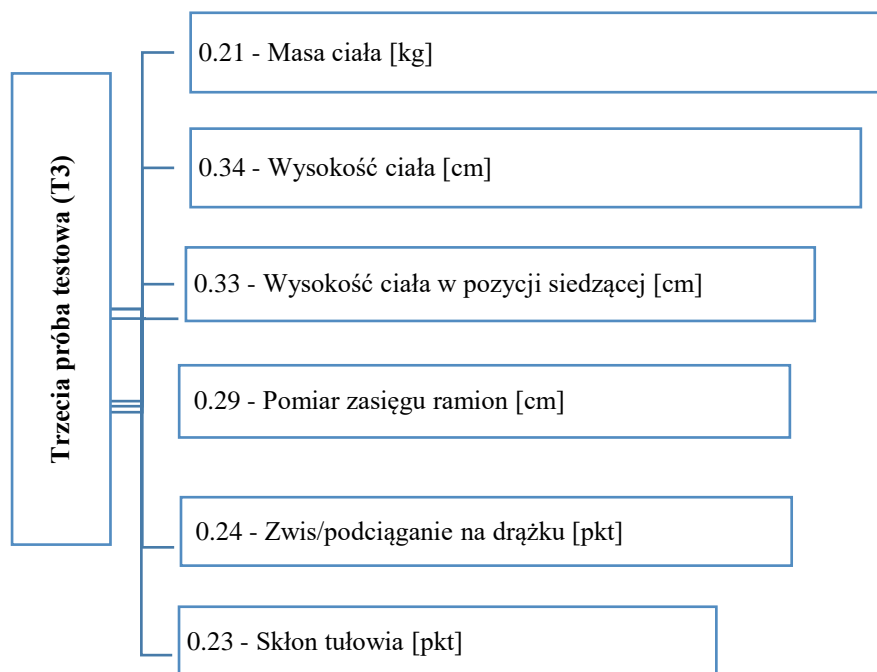 Trzecia próba testowa (T3)
0.21 - Masa ciała [kg]
0.34 - Wysokość ciała [cm]
0.33 - Wysokość ciała w pozycji siedzącej [cm]
0.29 - Pomiar zasięgu ramion [cm]
0.24 - Zwis/podciąganie na drążku [pkt]
0.23 - Skłon tułowia [pkt]